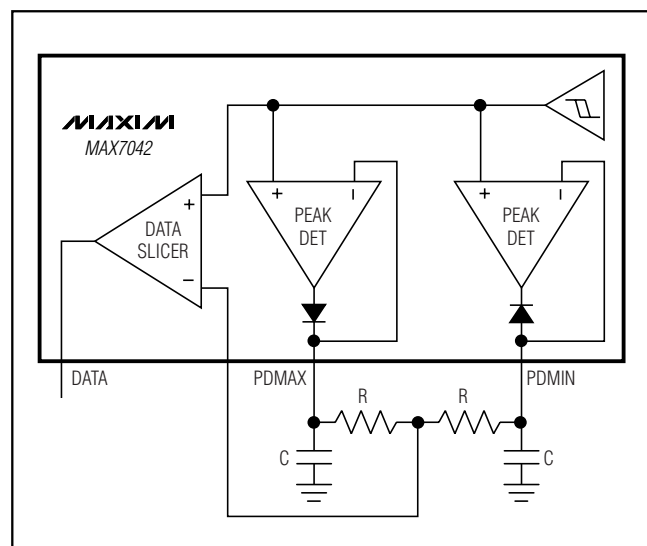 MAXIM
MAX7042
DATA
SLICER
+
−
PEAK
DET
+
−
PEAK
DET
+
−
DATA
PDMAX
PDMIN
R
R
C
C